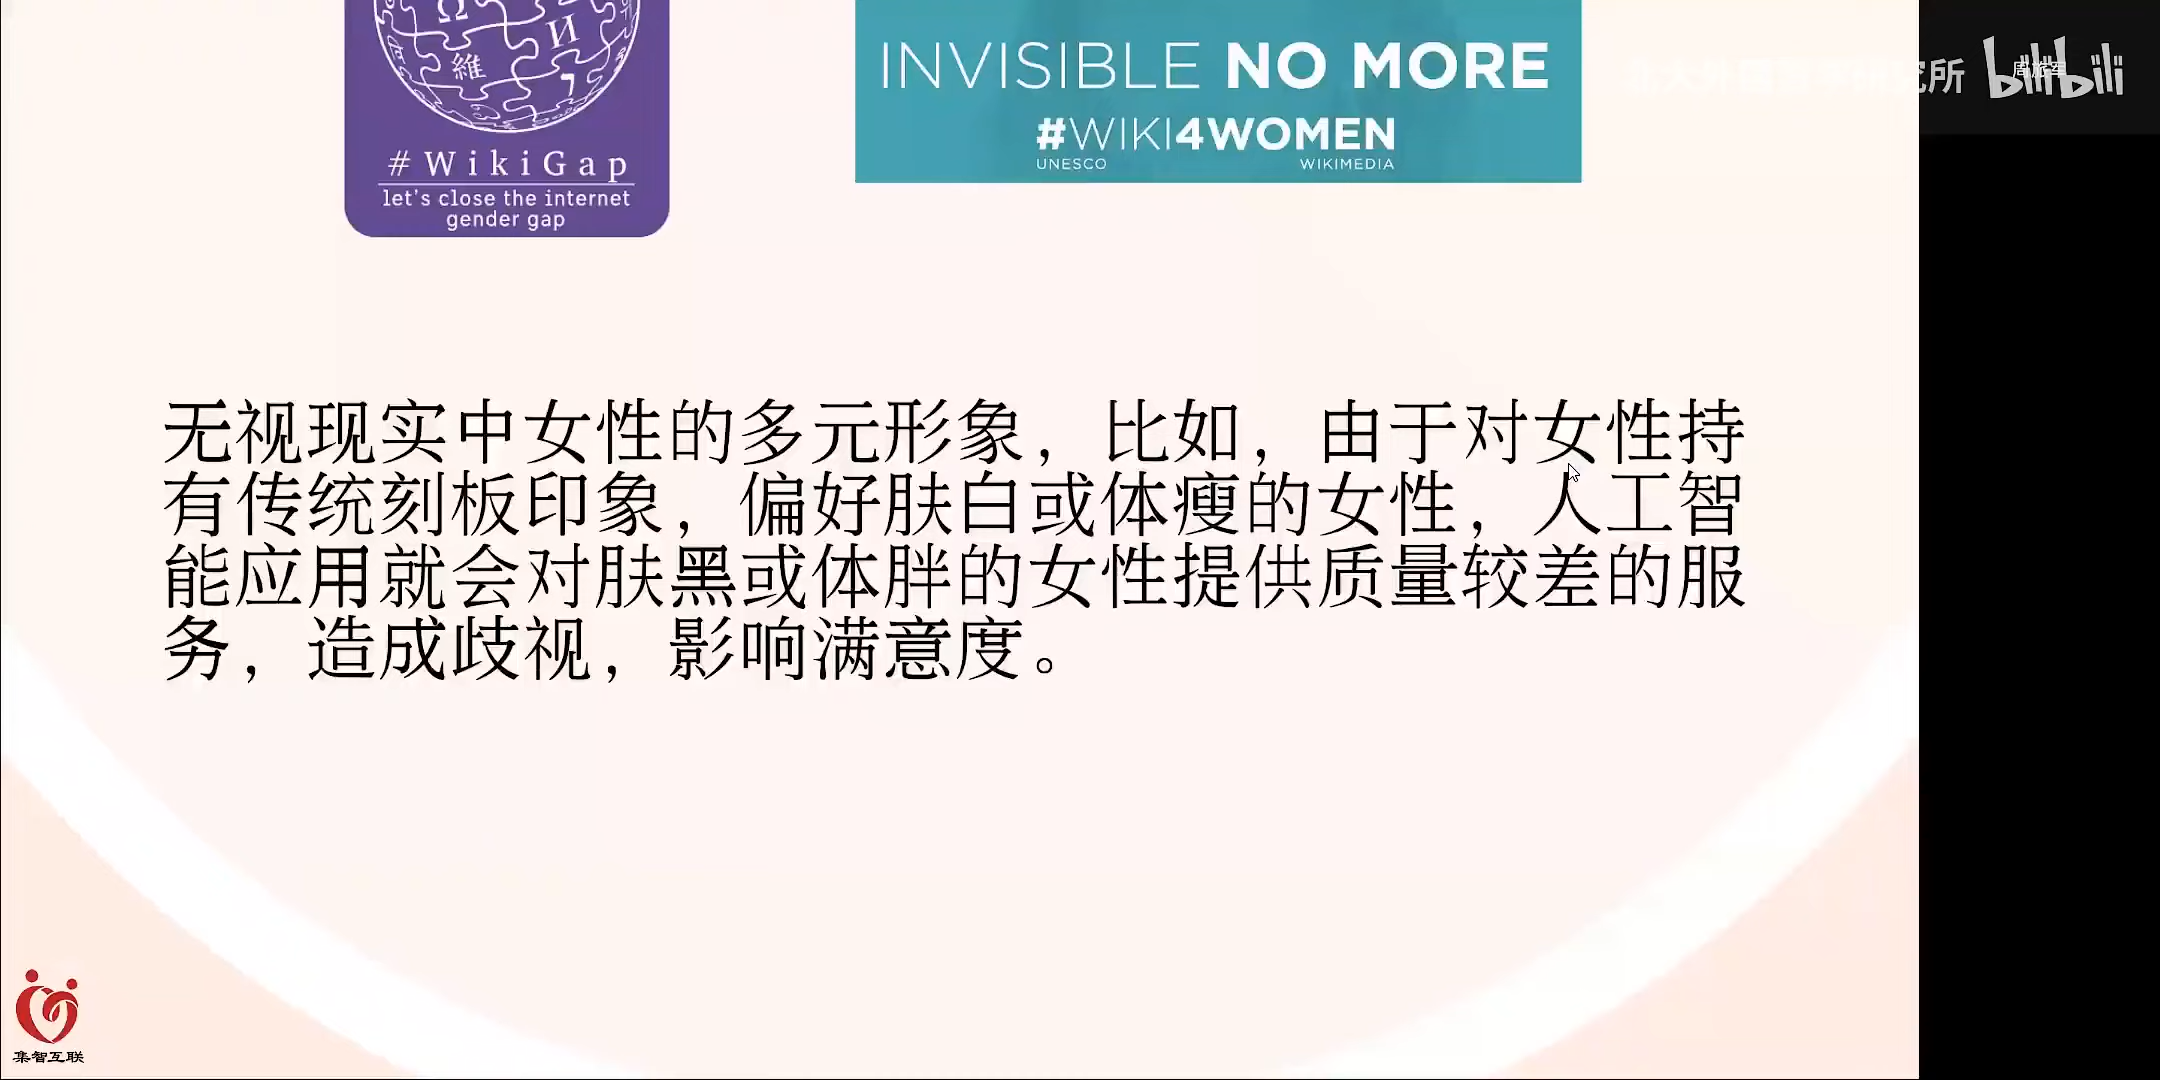 Ω
И
維
#WikiGap
let's close the internet
gender gap
INVISIBLE NO MORE
#WIKI4WOMEN
UNESCO WIKIMEDIA
究所 bilibili
无视现实中女性的多元形象，比如，由于对女性持
有传统刻板印象，偏好肤白或体瘦的女性，人工智
能应用就会对肤黑或体胖的女性提供质量较差的服
务，造成歧视，影响满意度。
集智互联